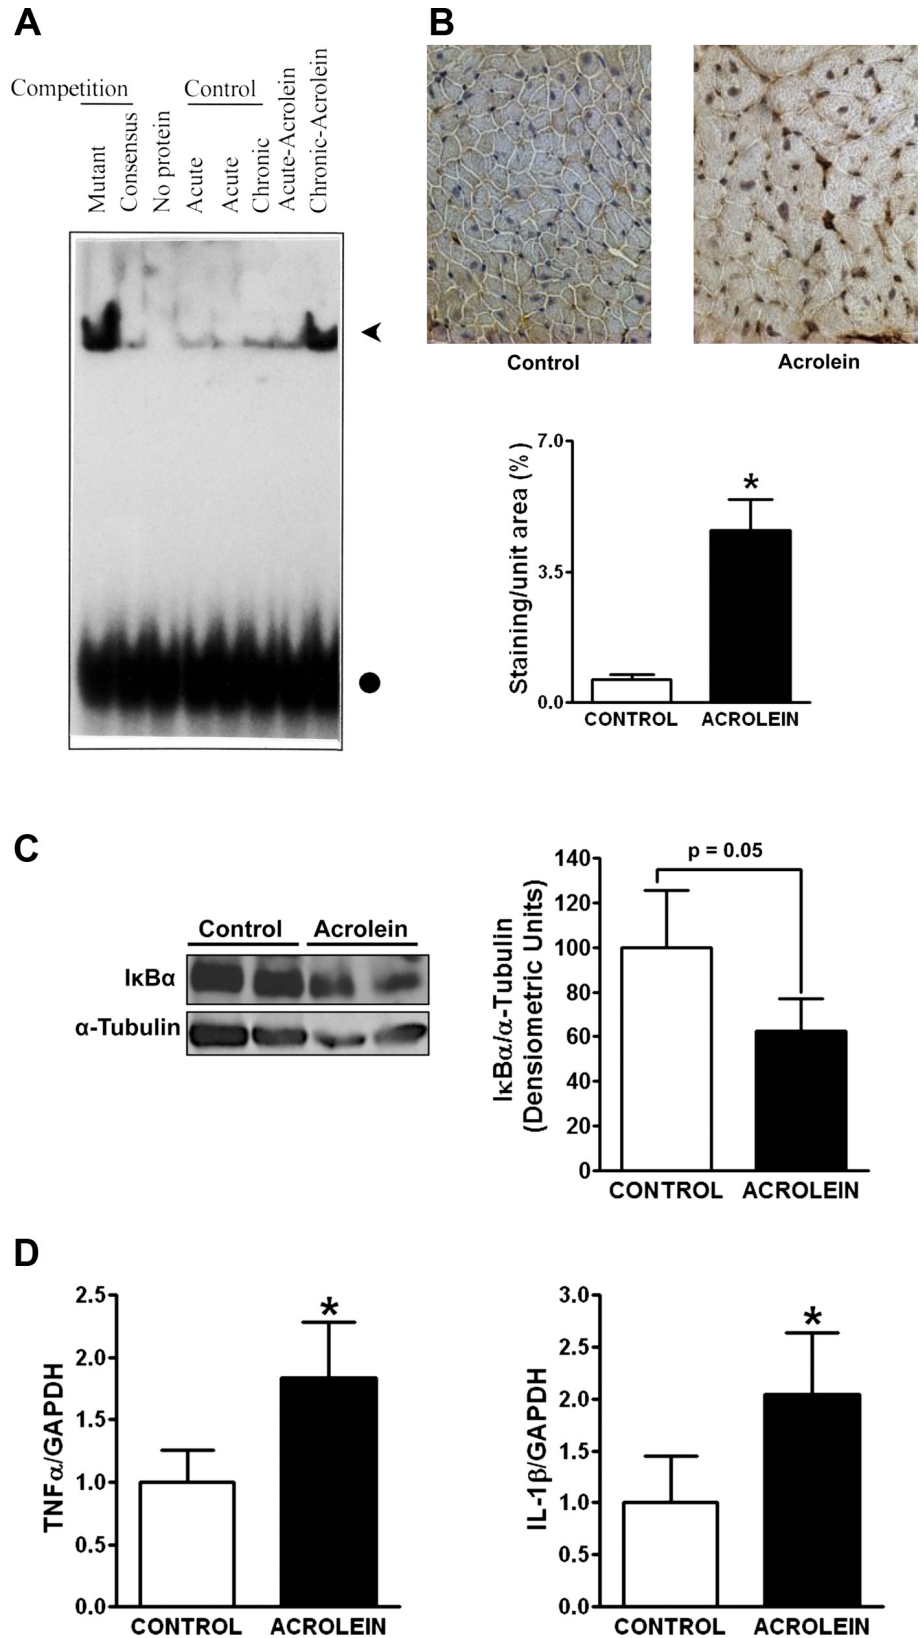 A
Competition
Control
Mutant
Consensus
No protein
Acute
Acute
Chronic
Acute-Acrolein
Chronic-Acrolein
B
Control
Acrolein
Staining/unit area (%)
7.0
3.5
0.0
*
CONTROL
ACROLEIN
C
Control
Acrolein
IκBα
α-Tubulin
IκBα/α-Tubulin
(Densiometric Units)
140
120
100
80
60
40
20
0
p = 0.05
CONTROL
ACROLEIN
D
TNFα/GAPDH
2.5
2.0
1.5
1.0
0.5
0.0
*
CONTROL
ACROLEIN
IL-1β/GAPDH
3.0
2.5
2.0
1.5
1.0
0.5
0.0
*
CONTROL
ACROLEIN